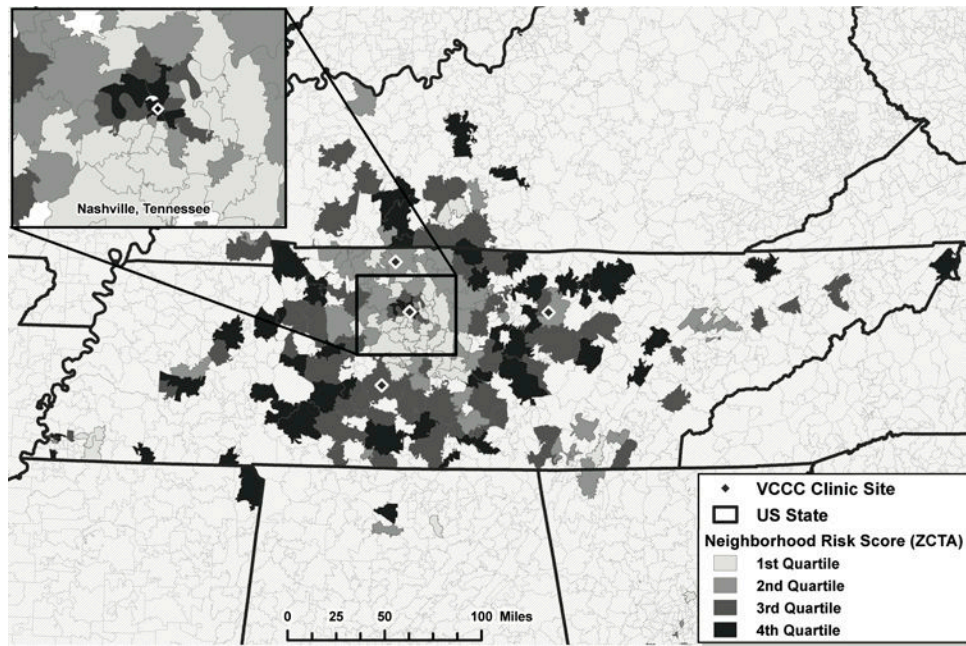 Nashville, Tennessee
VCCC Clinic Site
US State
Neighborhood Risk Score (ZCTA)
1st Quartile
2nd Quartile
3rd Quartile
4th Quartile
0 50 100 Miles